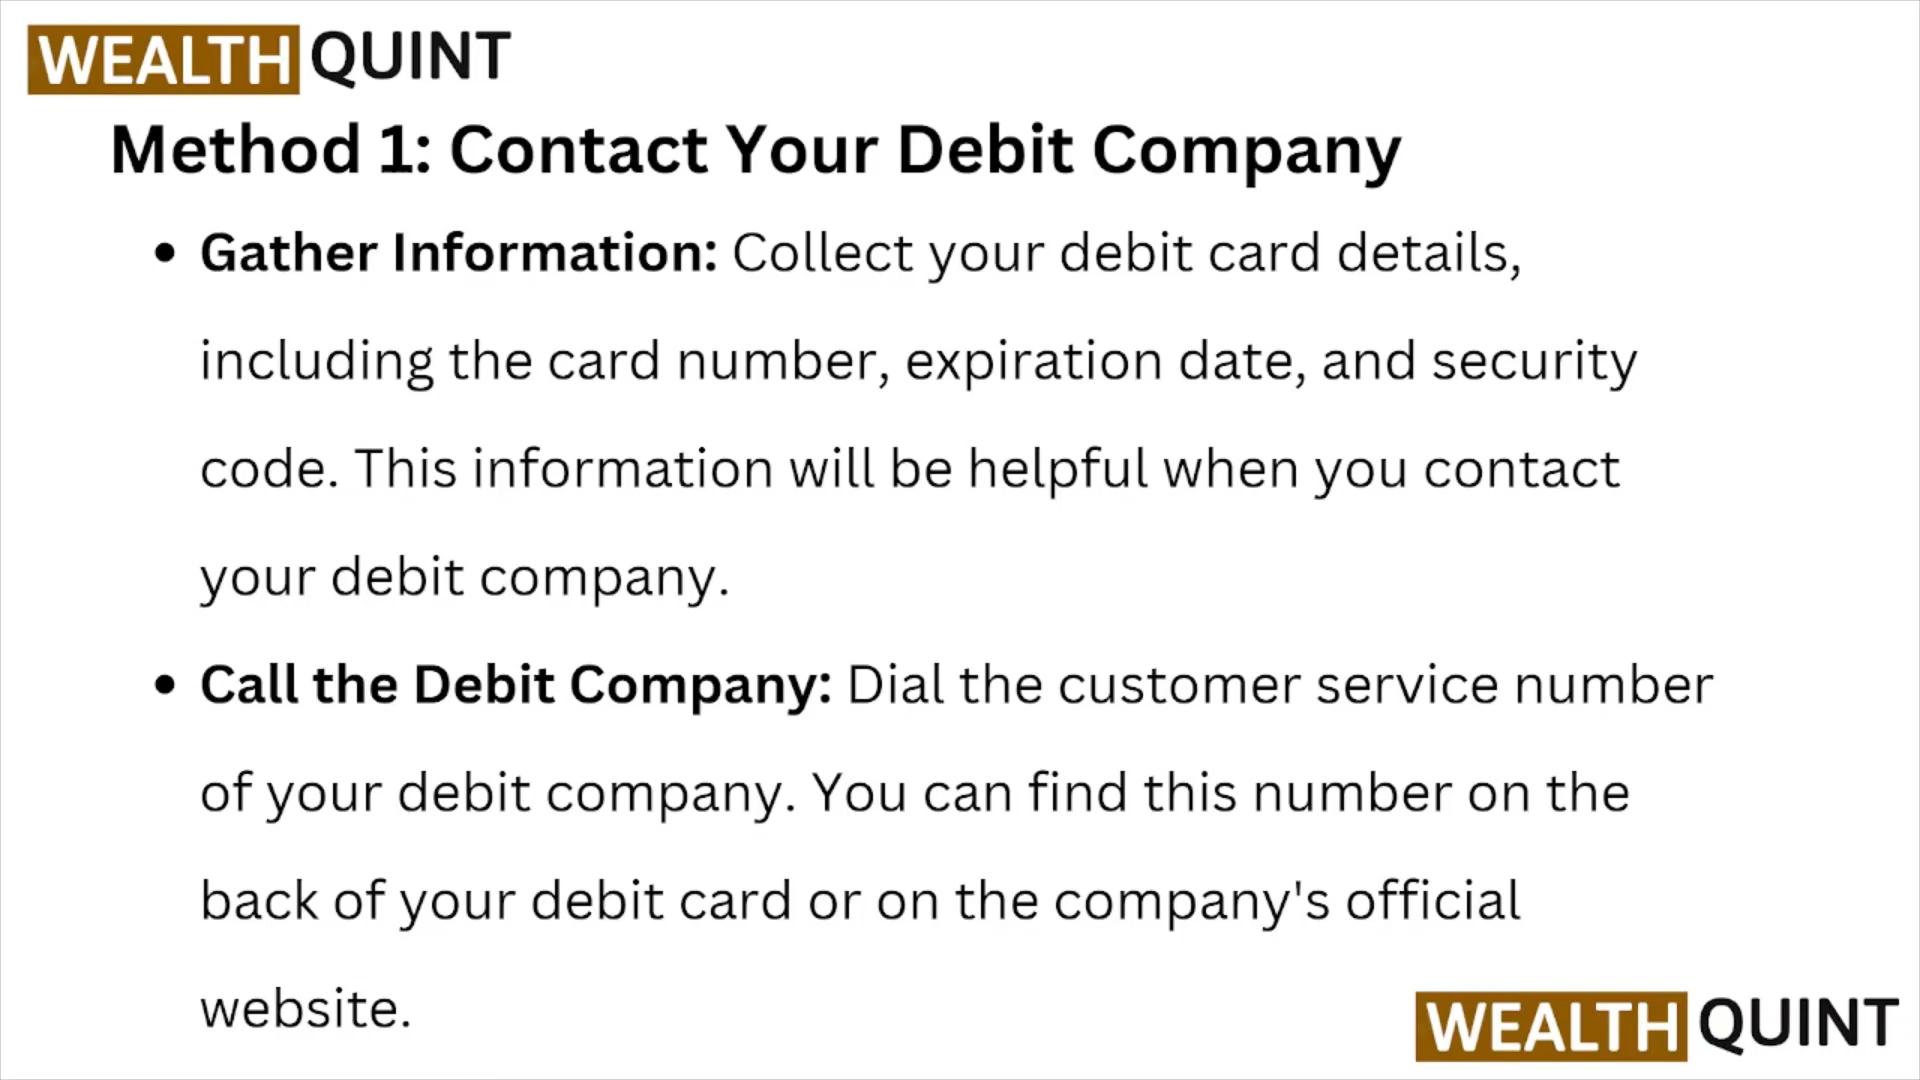 WEALTH QUINT
Method 1: Contact Your Debit Company
• Gather Information: Collect your debit card details,
including the card number, expiration date, and security
code. This information will be helpful when you contact
your debit company.
• Call the Debit Company: Dial the customer service number
of your debit company. You can find this number on the
back of your debit card or on the company's official
website.
WEALTH QUINT